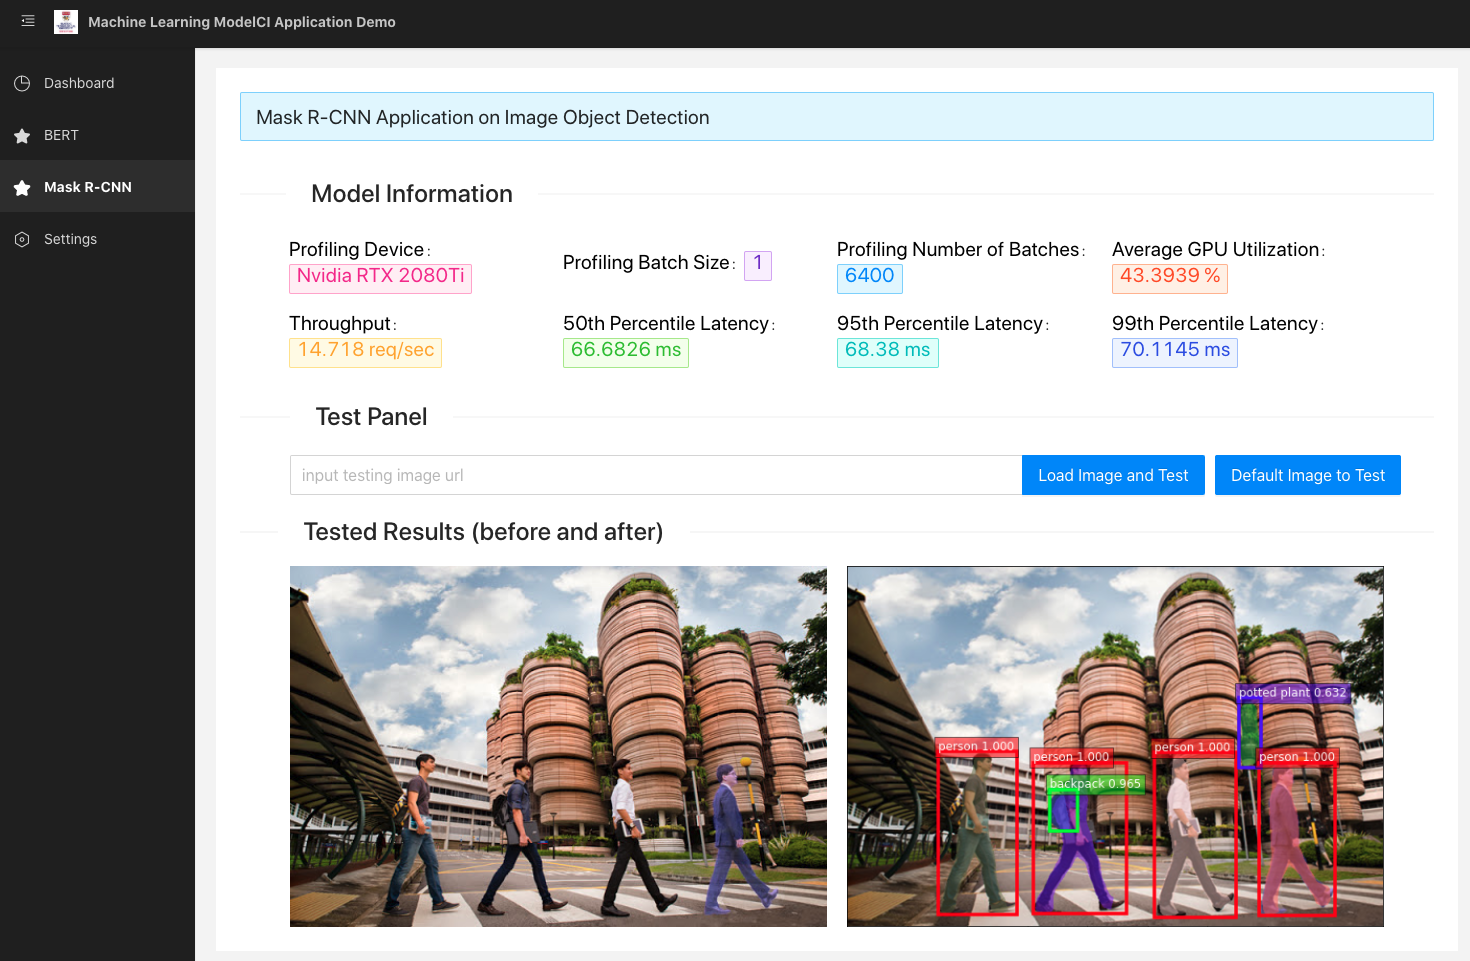 Machine Learning ModelCI Application Demo
Dashboard
BERT
Mask R-CNN
Settings
Mask R-CNN Application on Image Object Detection
Model Information
Profiling Device:
Nvidia RTX 2080Ti
Profiling Batch Size: 1
Profiling Number of Batches:
6400
Average GPU Utilization:
43.3939 %
Throughput:
14.718 req/sec
50th Percentile Latency:
66.6826 ms
95th Percentile Latency:
68.38 ms
99th Percentile Latency:
70.1145 ms
Test Panel
input testing image url
Load Image and Test
Default Image to Test
Tested Results (before and after)
potted plant 0.632
person 1.000
person 1.000
person 1.000
person 1.000
backpack 0.965